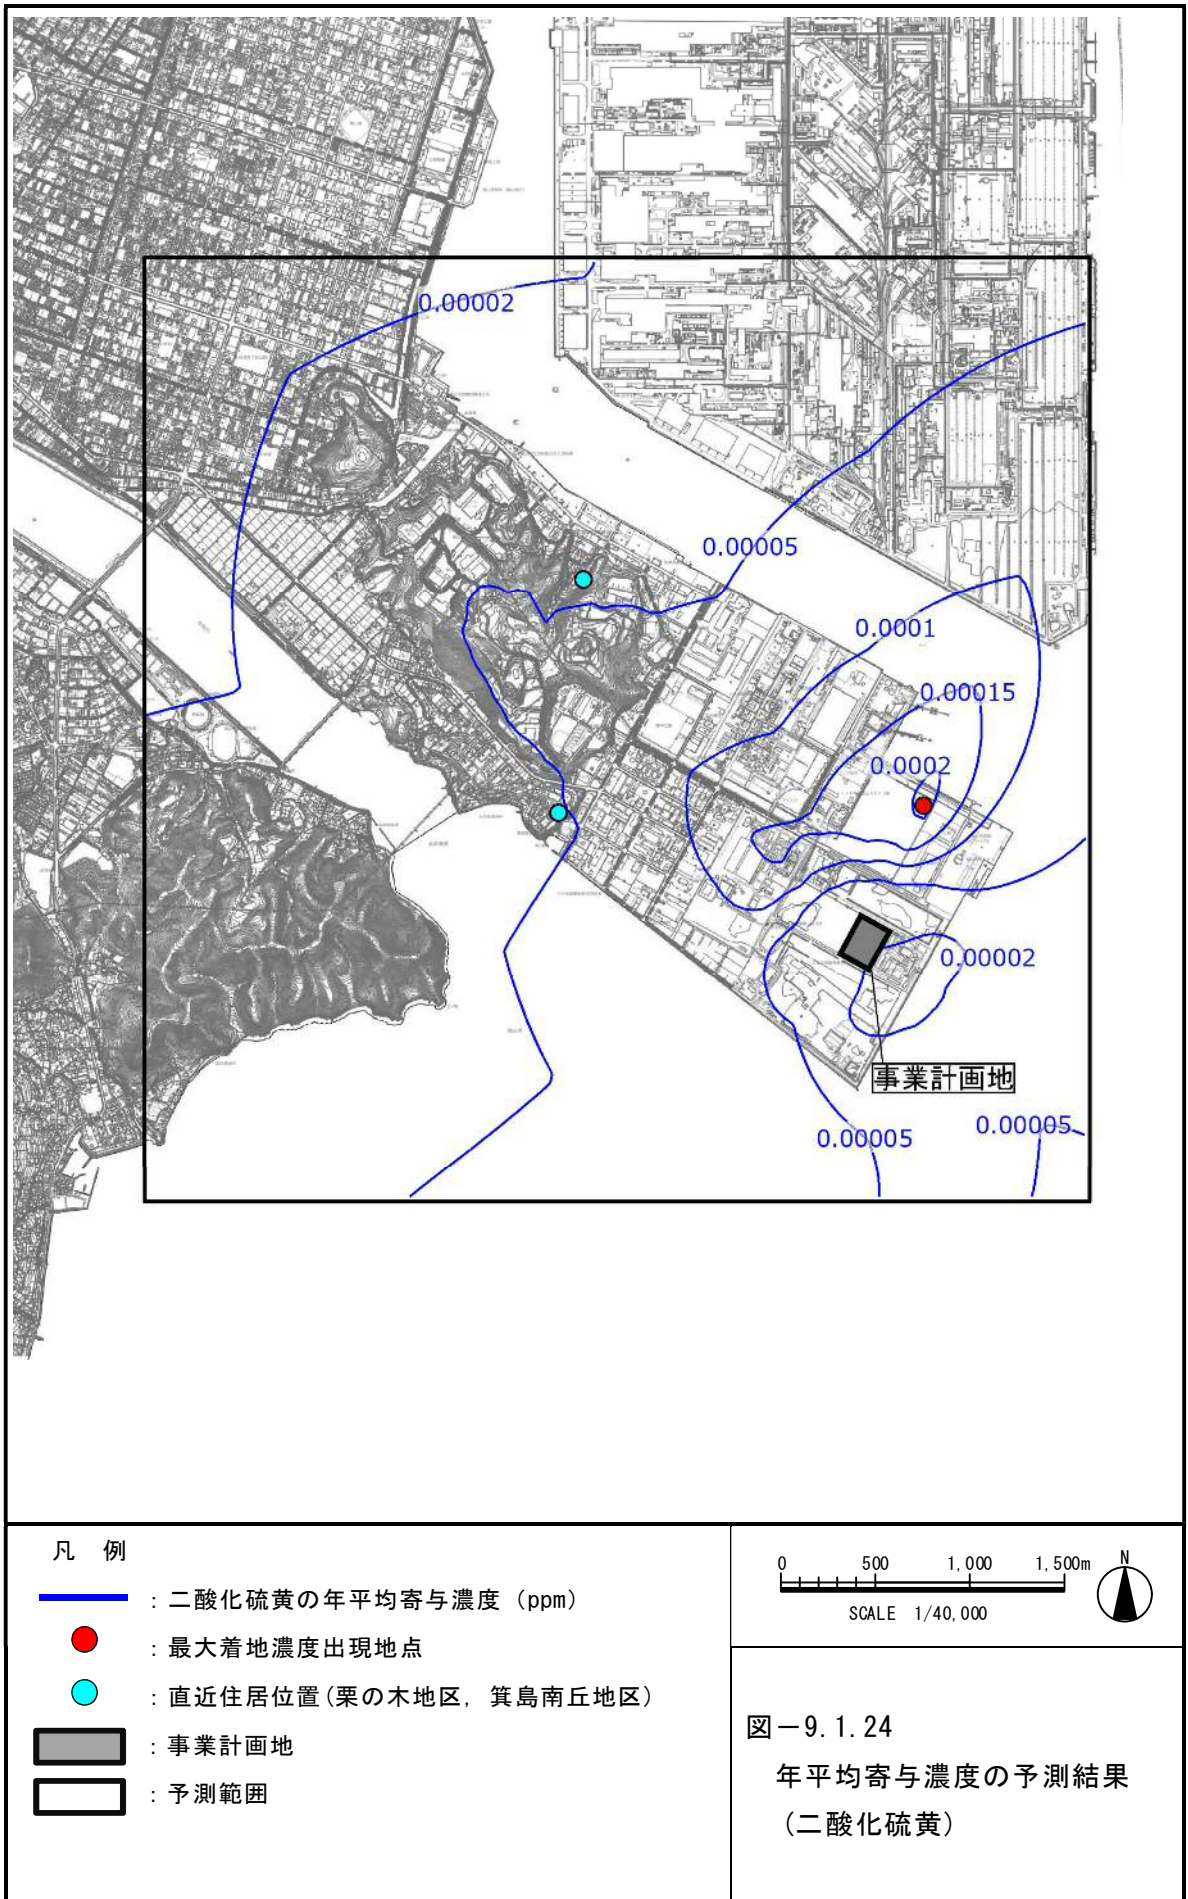 0.00002
0.00005
0.0001
0.00015
0.0002
0.00002
事業計画地
0.00005
0.00005
凡 例
: 二酸化硫黄の年平均寄与濃度 (ppm)
: 最大着地濃度出現地点
: 直近住居位置(栗の木地区, 箕島南丘地区)
: 事業計画地
: 予測範囲
0 500 1,000 1,500m
N
SCALE 1/40,000
図-9.1.24
年平均寄与濃度の予測結果
(二酸化硫黄)